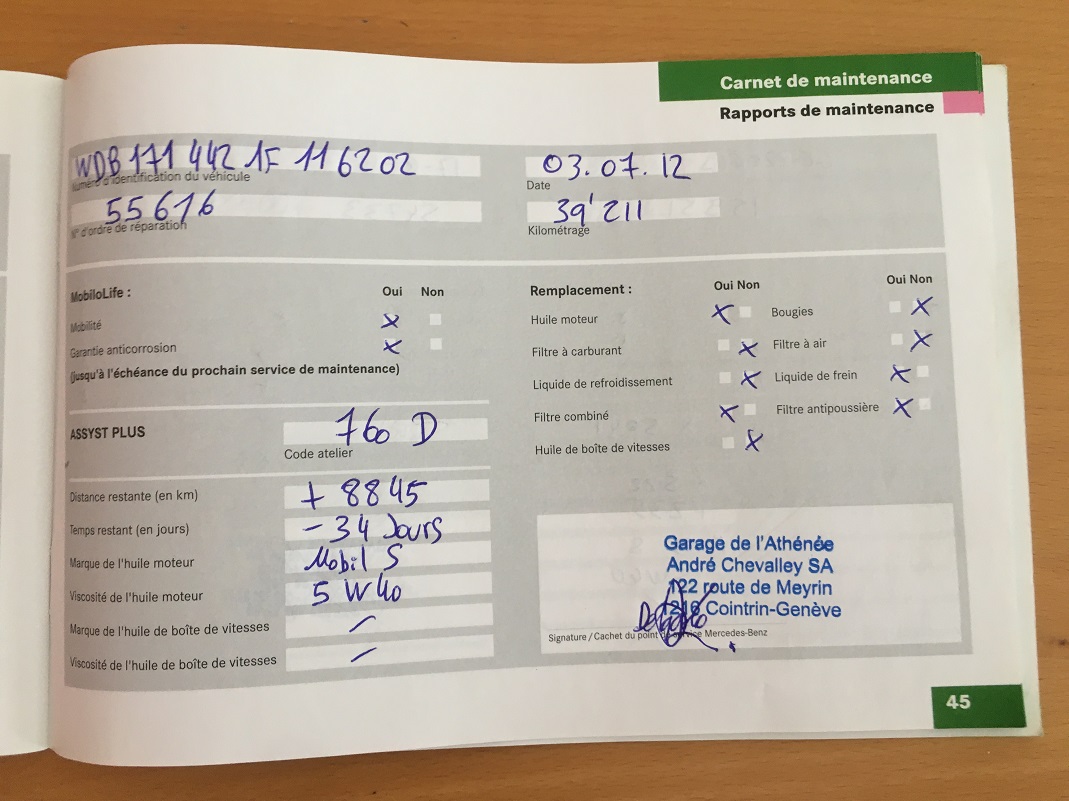 Carnet de maintenance
Rapports de maintenance
WDB 171 442 1F 116202
Numéro d'identification du véhicule
03.07.12
Date
55616
N° d'ordre de réparation
39'211
Kilométrage
MobiloLife : Oui Non
Mobilité X
Garantie anticorrosion X
(jusqu'à l'échéance du prochain service de maintenance)
Remplacement : Oui Non Oui Non
Huile moteur X Bougies X
Filtre à carburant X Filtre à air X
Liquide de refroidissement X Liquide de frein X
Filtre combiné X Filtre antipoussière X
Huile de boîte de vitesses X
ASSYST PLUS 760 D
Code atelier
Distance restante (en km) + 8845
Temps restant (en jours) - 34 Jours
Marque de l'huile moteur Mobil S
Viscosité de l'huile moteur 5 W40
Marque de l'huile de boîte de vitesses –
Viscosité de l'huile de boîte de vitesses –
Garage de l'Athénée
André Chevalley SA
122 route de Meyrin
Cointrin-Genève
Signature / Cachet du point de service Mercedes-Benz
45